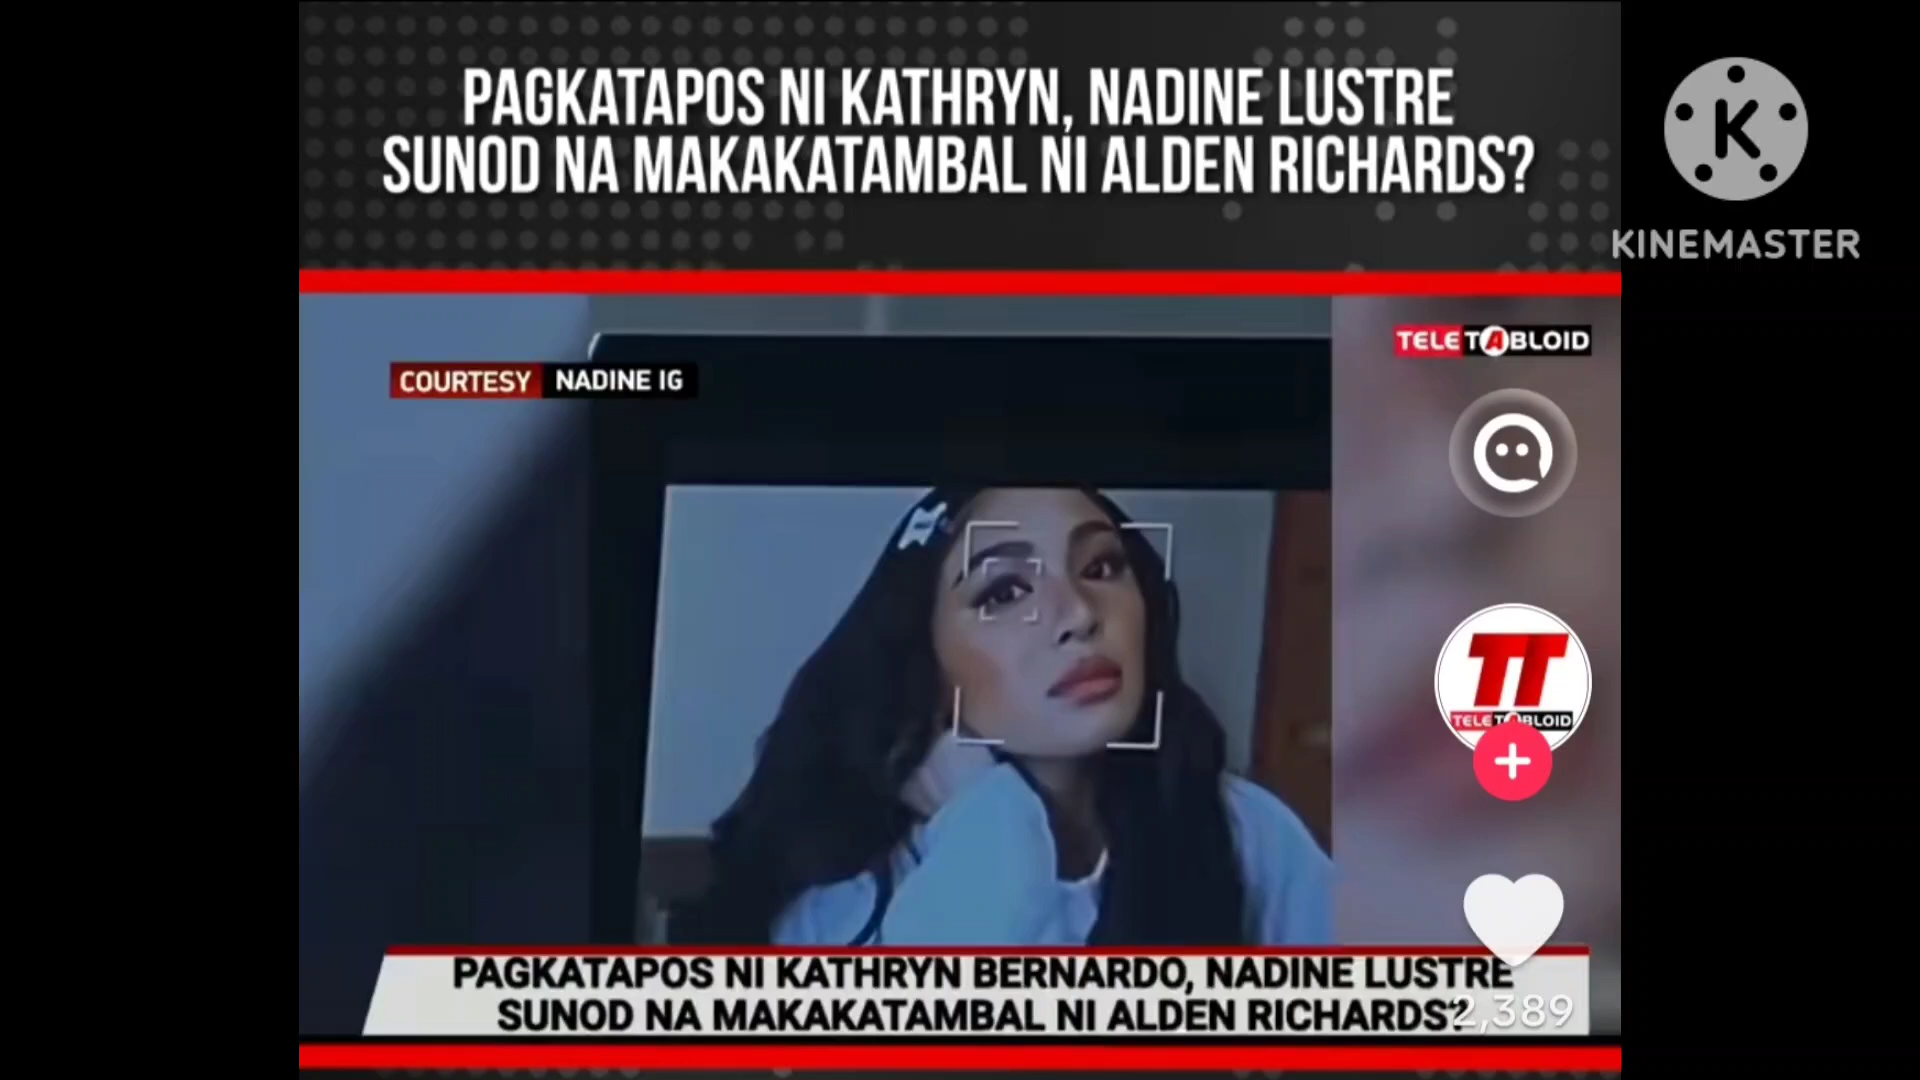 PAGKATAPOS NI KATHRYN, NADINE LUSTRE
SUNOD NA MAKAKATAMBAL NI ALDEN RICHARDS?
K
KINEMASTER
TELETABLOID
COURTESY NADINE IG
TT
TELETABLOID
PAGKATAPOS NI KATHRYN BERNARDO, NADINE LUSTRE
SUNOD NA MAKAKATAMBAL NI ALDEN RICHARDS?
2,389